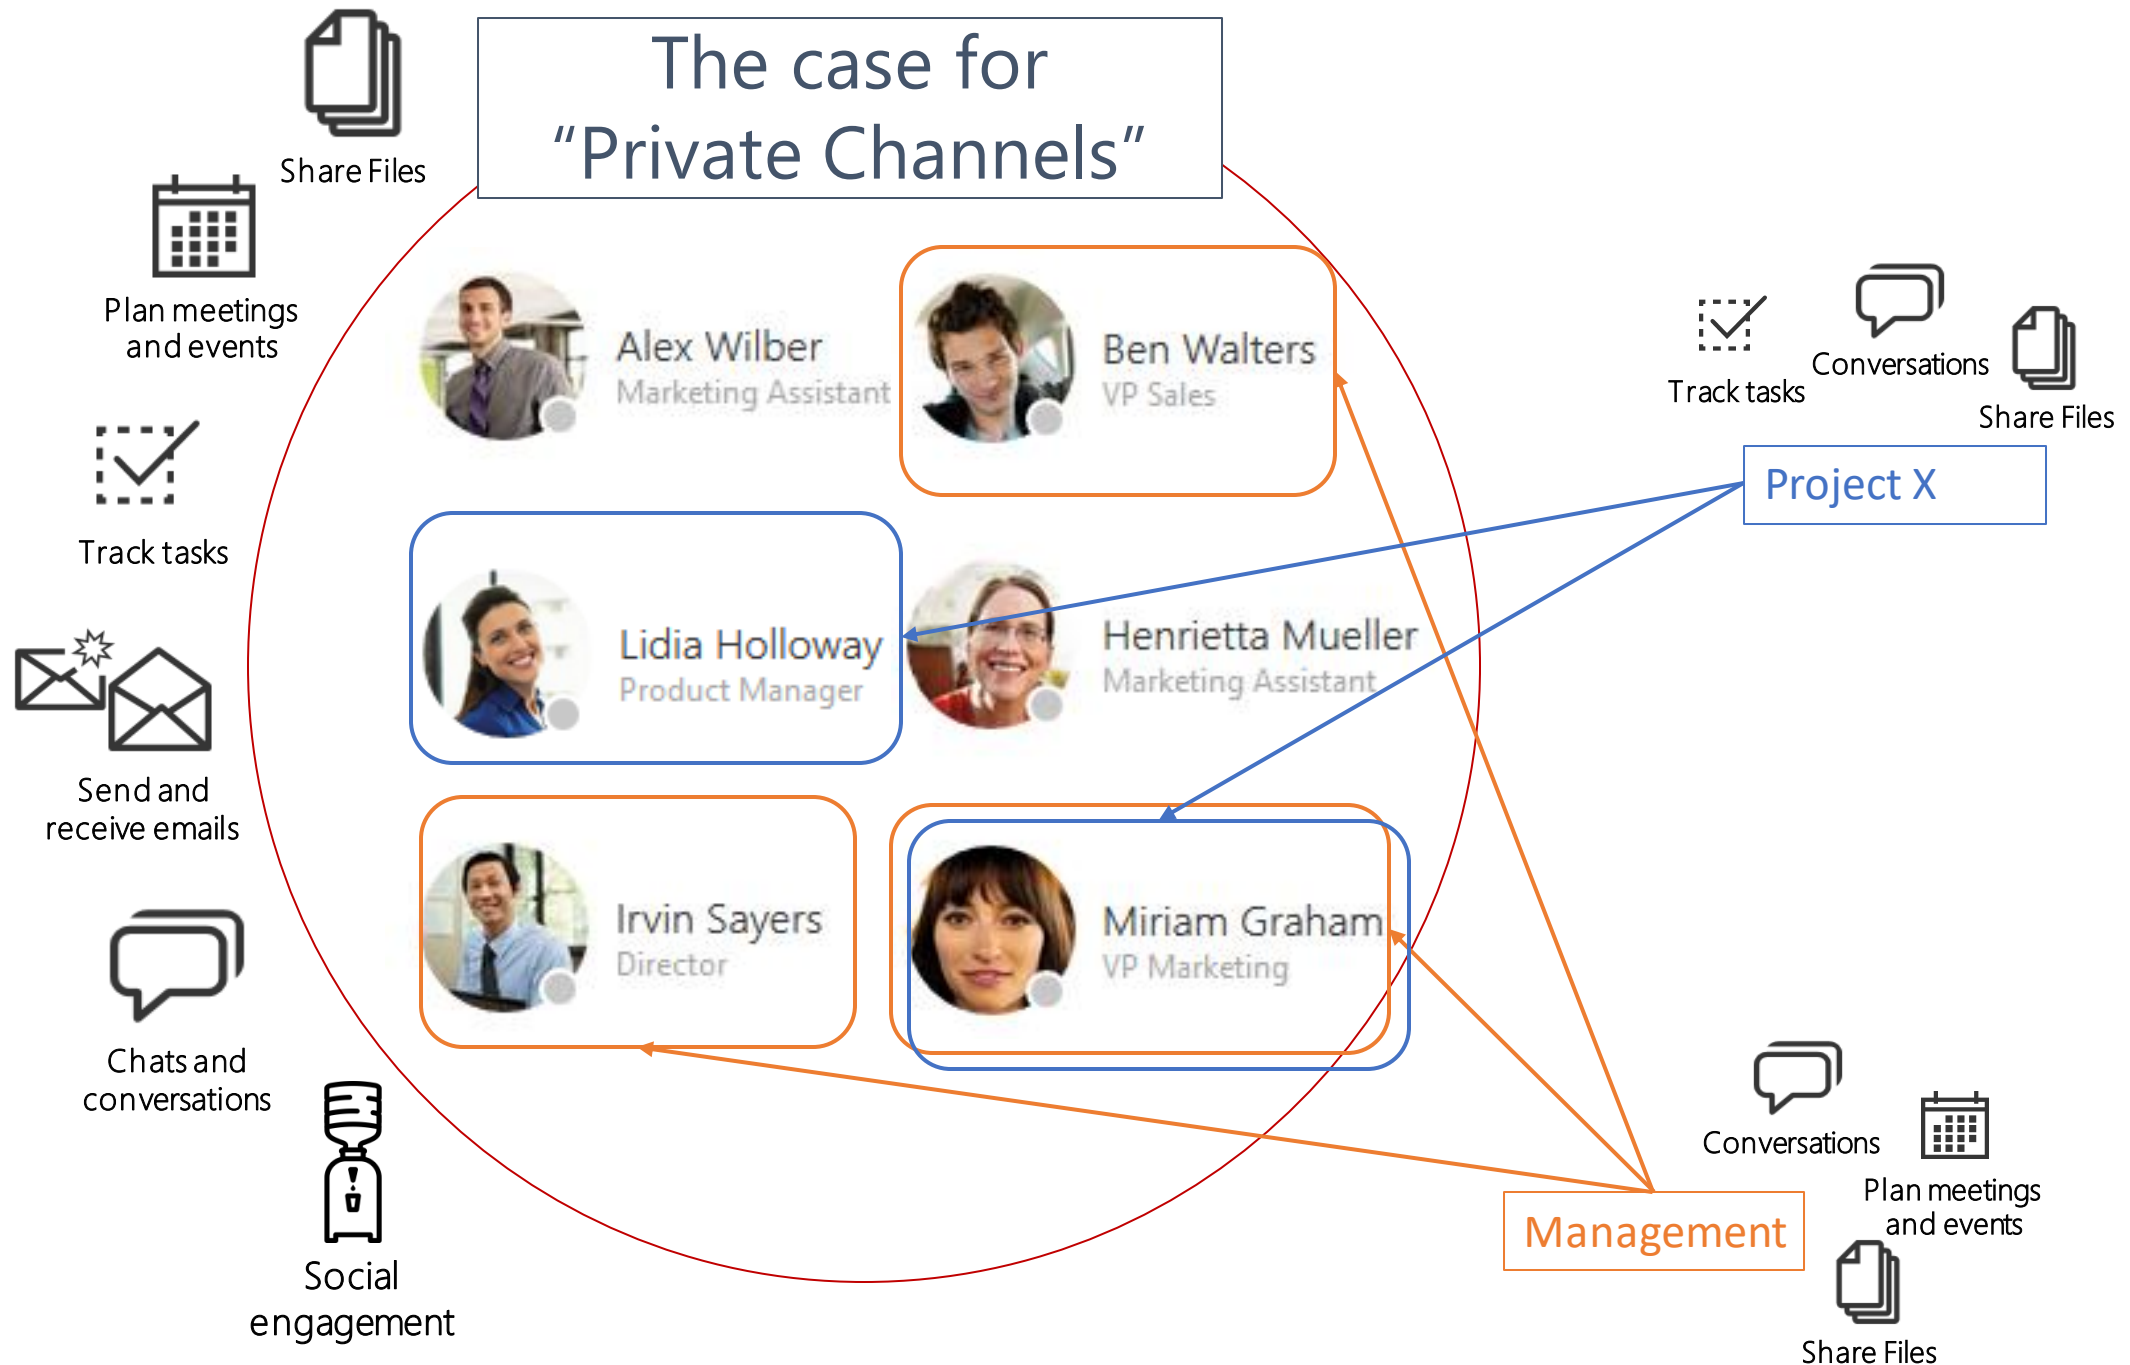 The case for
“Private Channels”
Share Files
Plan meetings
and events
Track tasks
Send and
receive emails
Chats and
conversations
Social
engagement
Alex Wilber
Marketing Assistant
Ben Walters
VP Sales
Lidia Holloway
Product Manager
Henrietta Mueller
Marketing Assistant
Irvin Sayers
Director
Miriam Graham
VP Marketing
Track tasks
Conversations
Share Files
Project X
Conversations
Plan meetings
and events
Management
Share Files